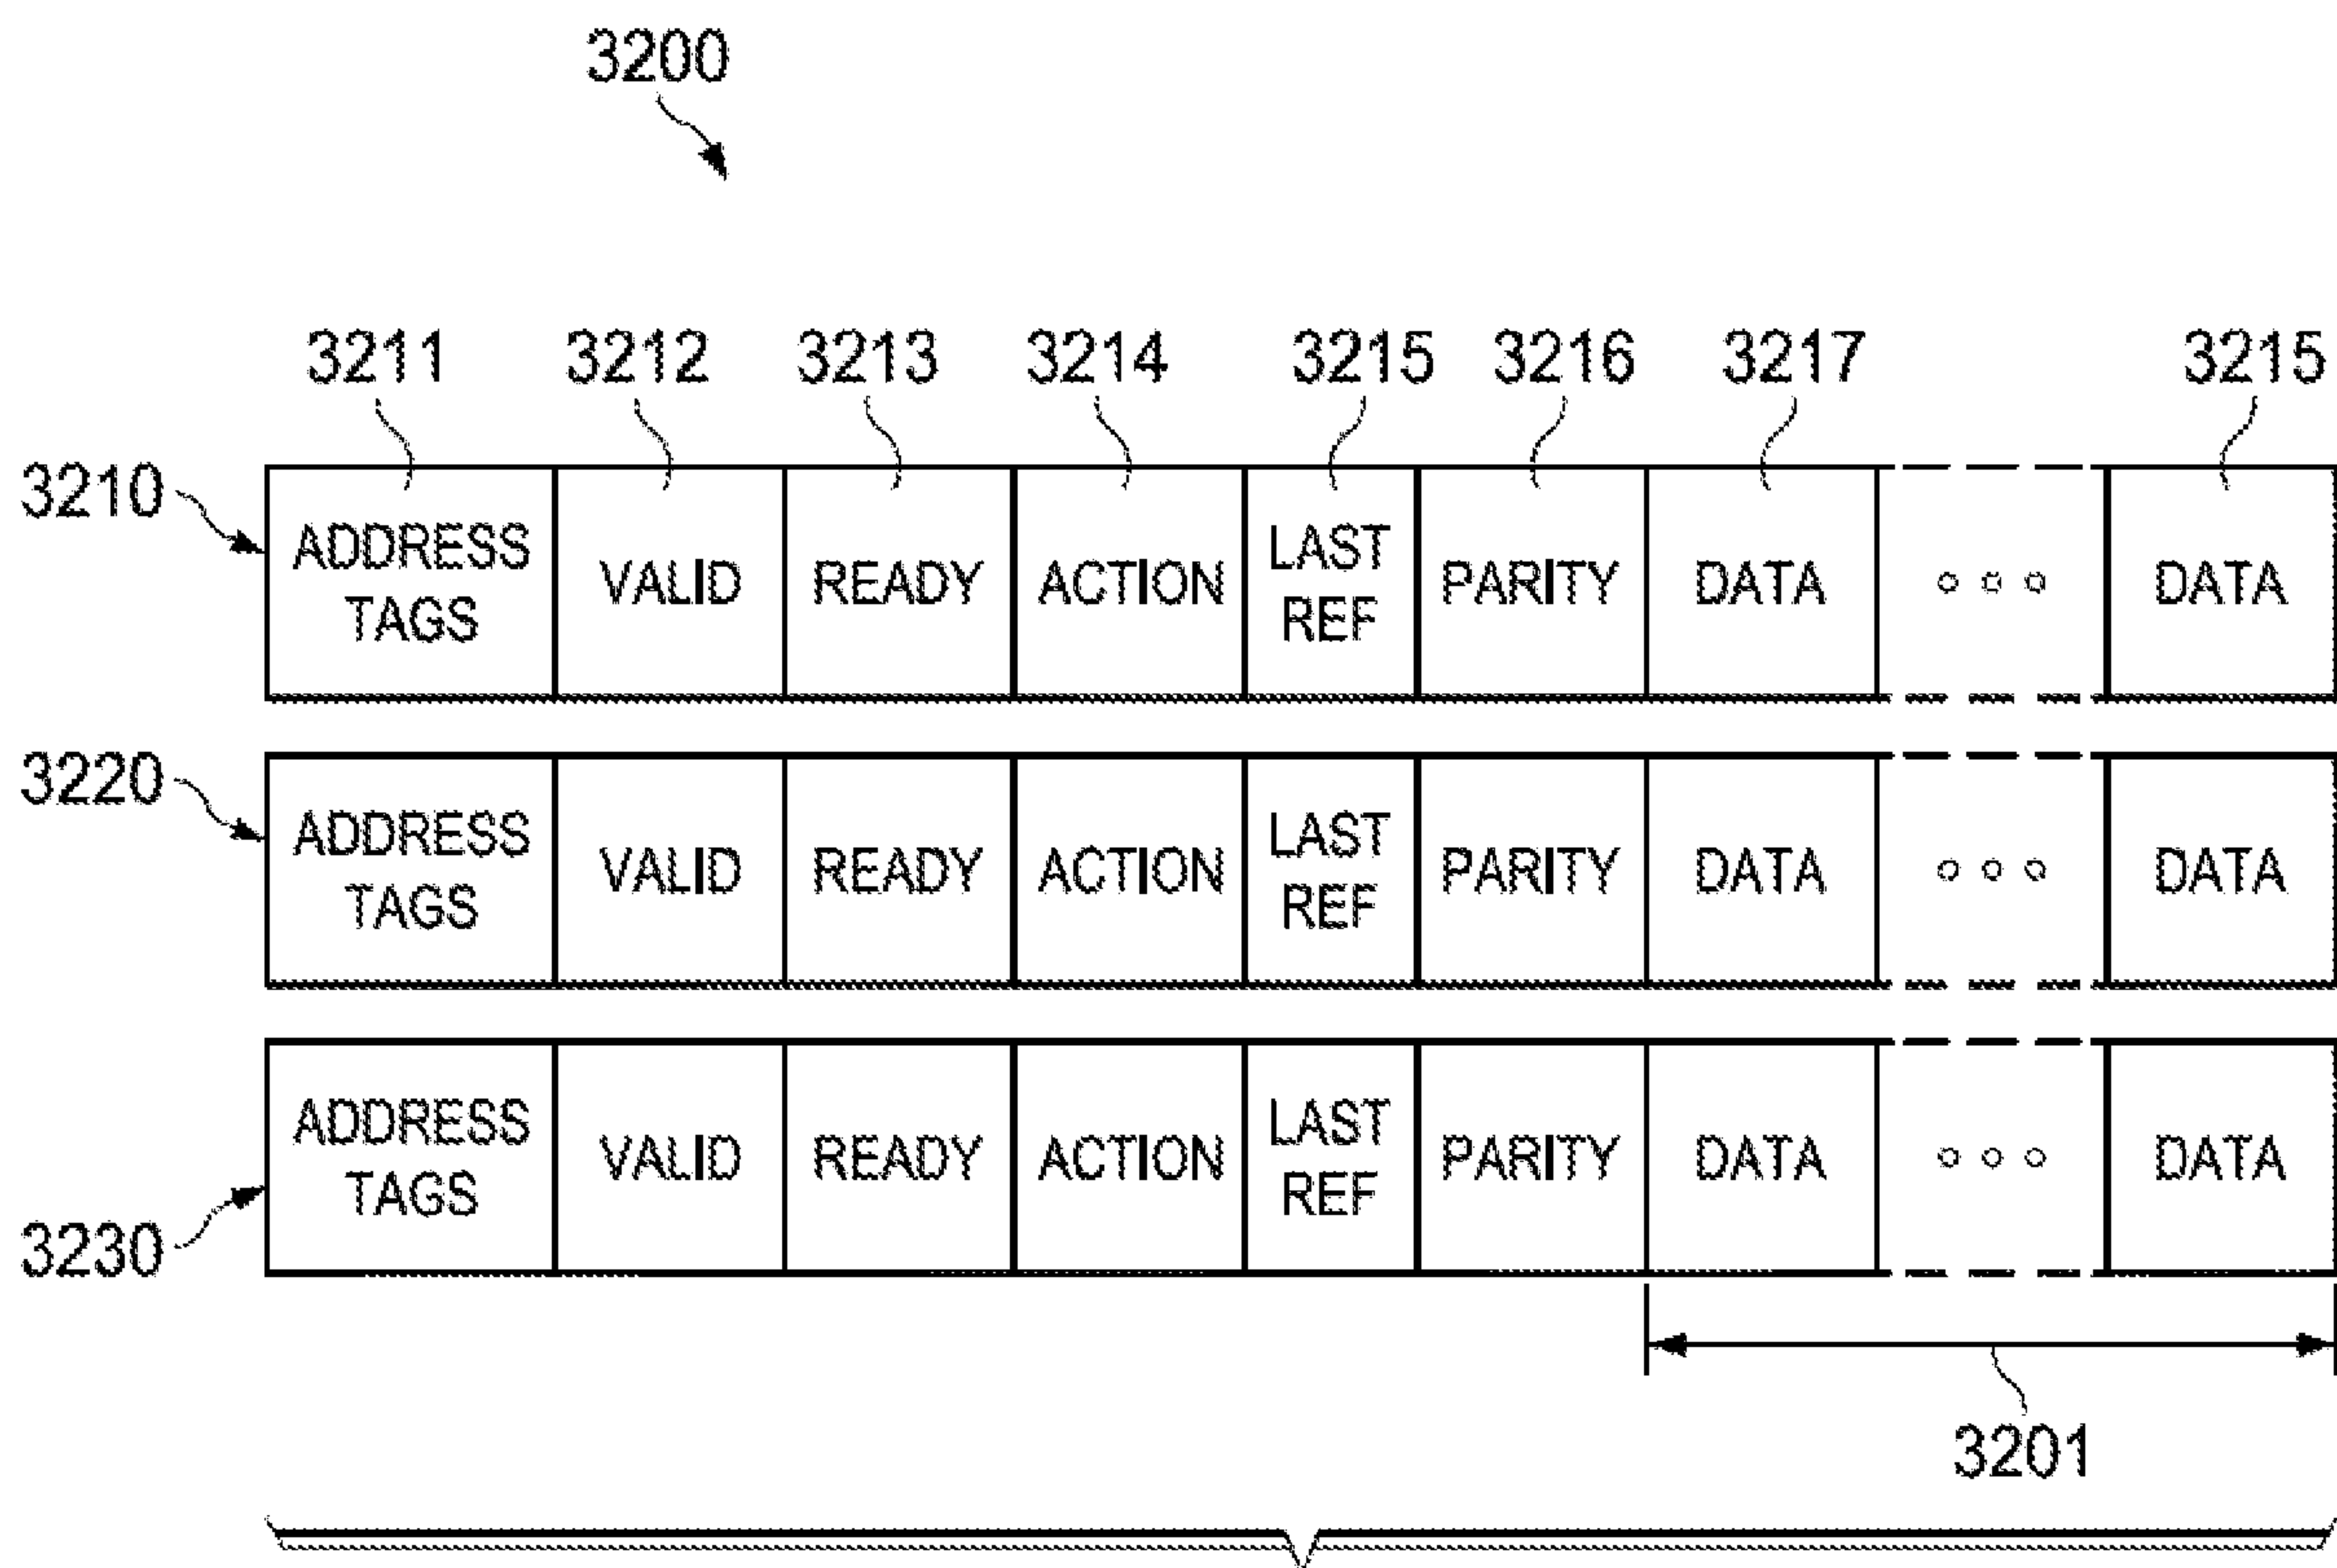 3200
3211 3212 3213 3214 3215 3216 3217 3215
3210
ADDRESS TAGS VALID READY ACTION LAST REF PARITY DATA DATA
3220
ADDRESS TAGS VALID READY ACTION LAST REF PARITY DATA DATA
3230
ADDRESS TAGS VALID READY ACTION LAST REF PARITY DATA DATA
3201